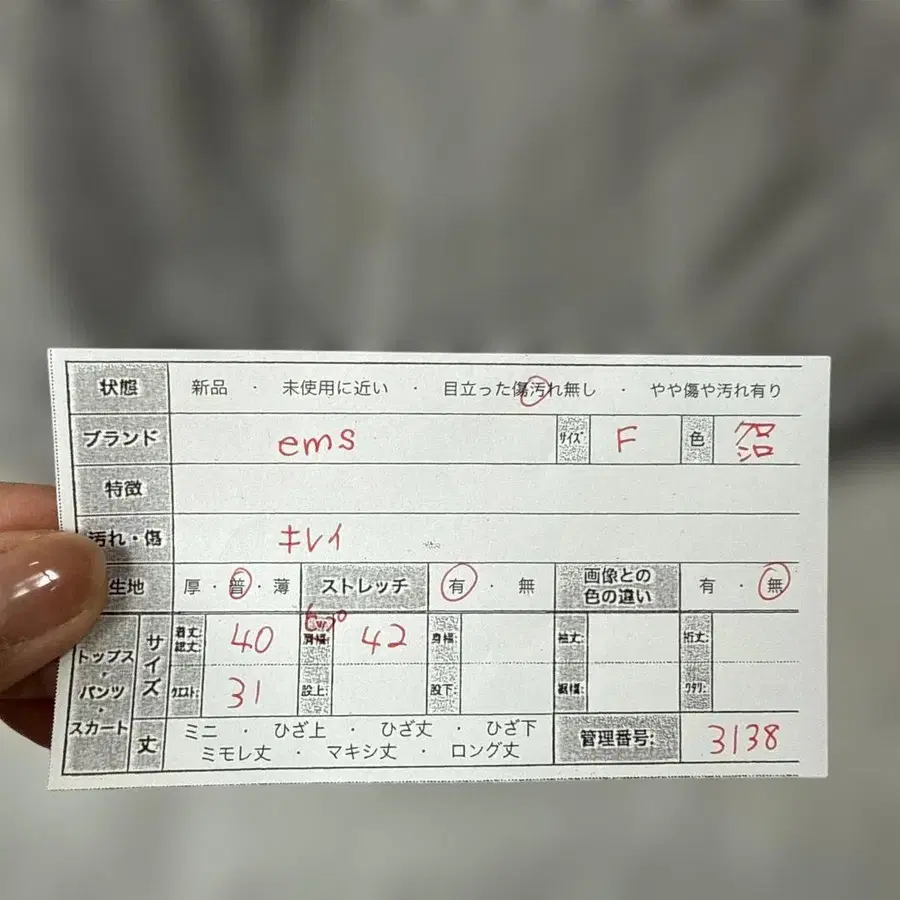 状態 新品 ・ 未使用に近い ・ 目立った傷汚れ無し ・ やや傷や汚れ有り
ブランド ems サイズ F 色 クロ
シロ
特徴
汚れ・傷 キレイ
生地 厚・普・薄 ストレッチ 有 ・ 無 画像との色の違い 有 ・ 無
トップス・パンツ・スカート サイズ 着丈:総丈: 40 肩幅: 42 身幅: 袖丈: 裄丈:
ウエスト: 31 股上: 股下: 裾幅: ワタリ:
丈 ミニ ・ ひざ上 ・ ひざ丈 ・ ひざ下
ミモレ丈 ・ マキシ丈 ・ ロング丈 管理番号: 3138